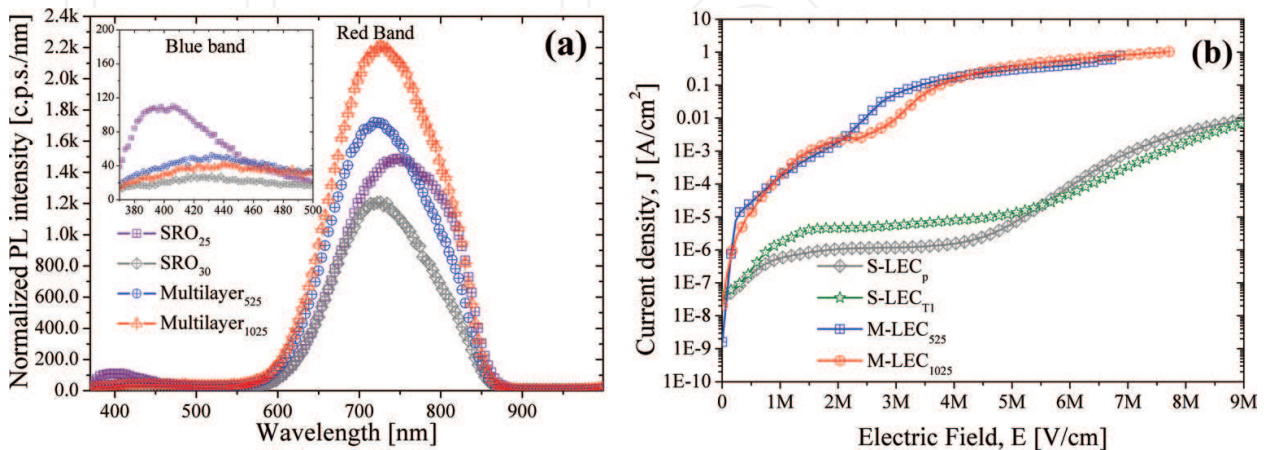 (a)
Normalized PL intensity [c.p.s./nm]
2.4k
2.2k
2.0k
1.8k
1.6k
1.4k
1.2k
1.0k
800.0
600.0
400.0
200.0
0.0
Blue band
200
160
120
80
40
0
380 400 420 440 460 480 500
Red Band
SRO25
SRO30
Multilayer525
Multilayer1025
400 500 600 700 800 900
Wavelength [nm]
(b)
Current density, J [A/cm2]
10
1
0.1
0.01
1E-3
1E-4
1E-5
1E-6
1E-7
1E-8
1E-9
1E-10
S-LECp
S-LECT1
M-LEC525
M-LEC1025
0 1M 2M 3M 4M 5M 6M 7M 8M 9M
Electric Field, E [V/cm]